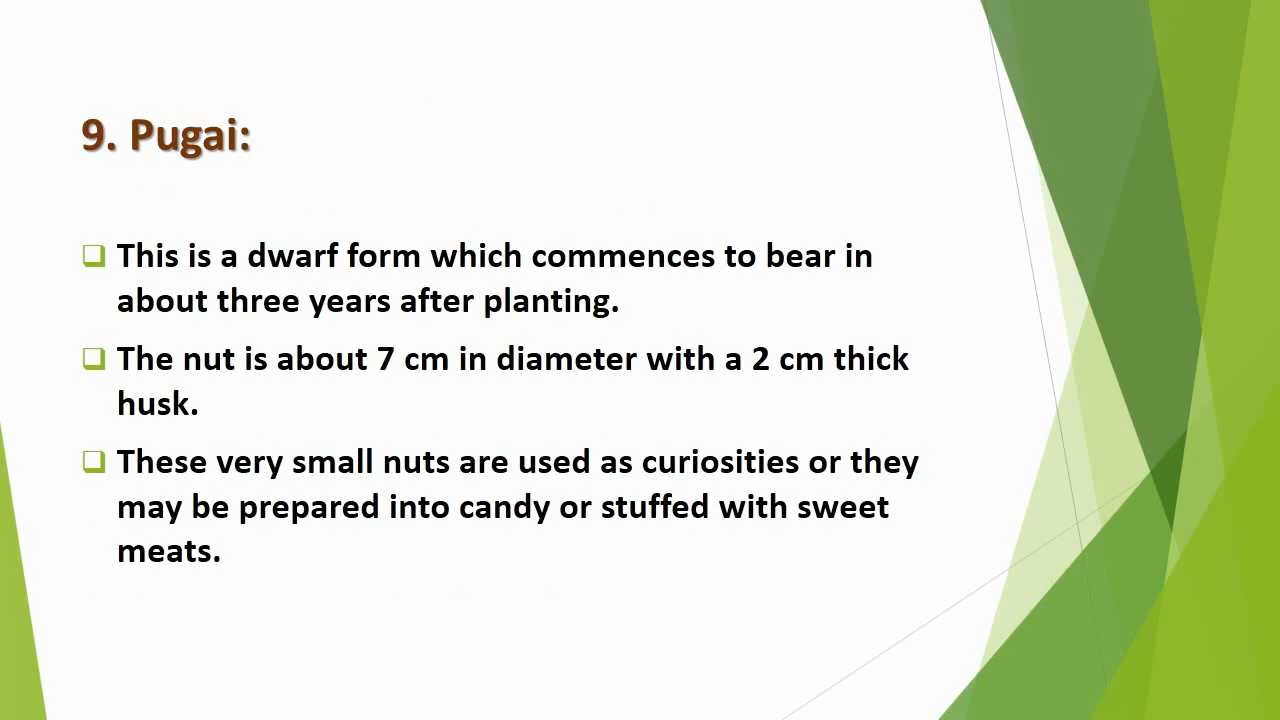 9. Pugai:
This is a dwarf form which commences to bear in
about three years after planting.
The nut is about 7 cm in diameter with a 2 cm thick
husk.
These very small nuts are used as curiosities or they
may be prepared into candy or stuffed with sweet
meats.